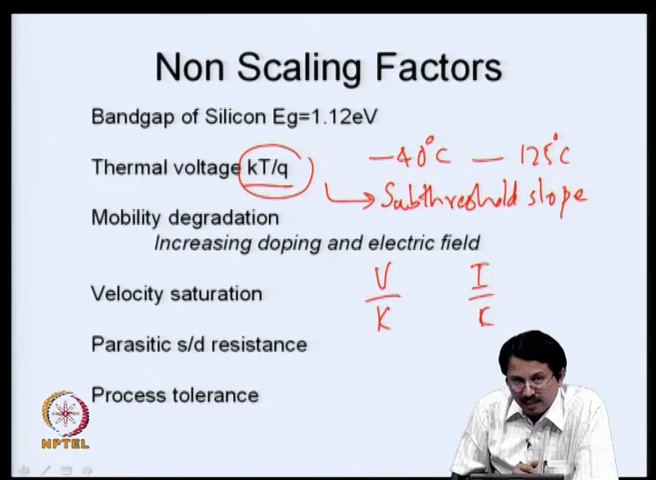 Non Scaling Factors
Bandgap of Silicon Eg=1.12eV
Thermal voltage kT/q
-40°C — 125°C
Subthreshold slope
Mobility degradation
Increasing doping and electric field
Velocity saturation
V/K I/K
Parasitic s/d resistance
Process tolerance
NPTEL